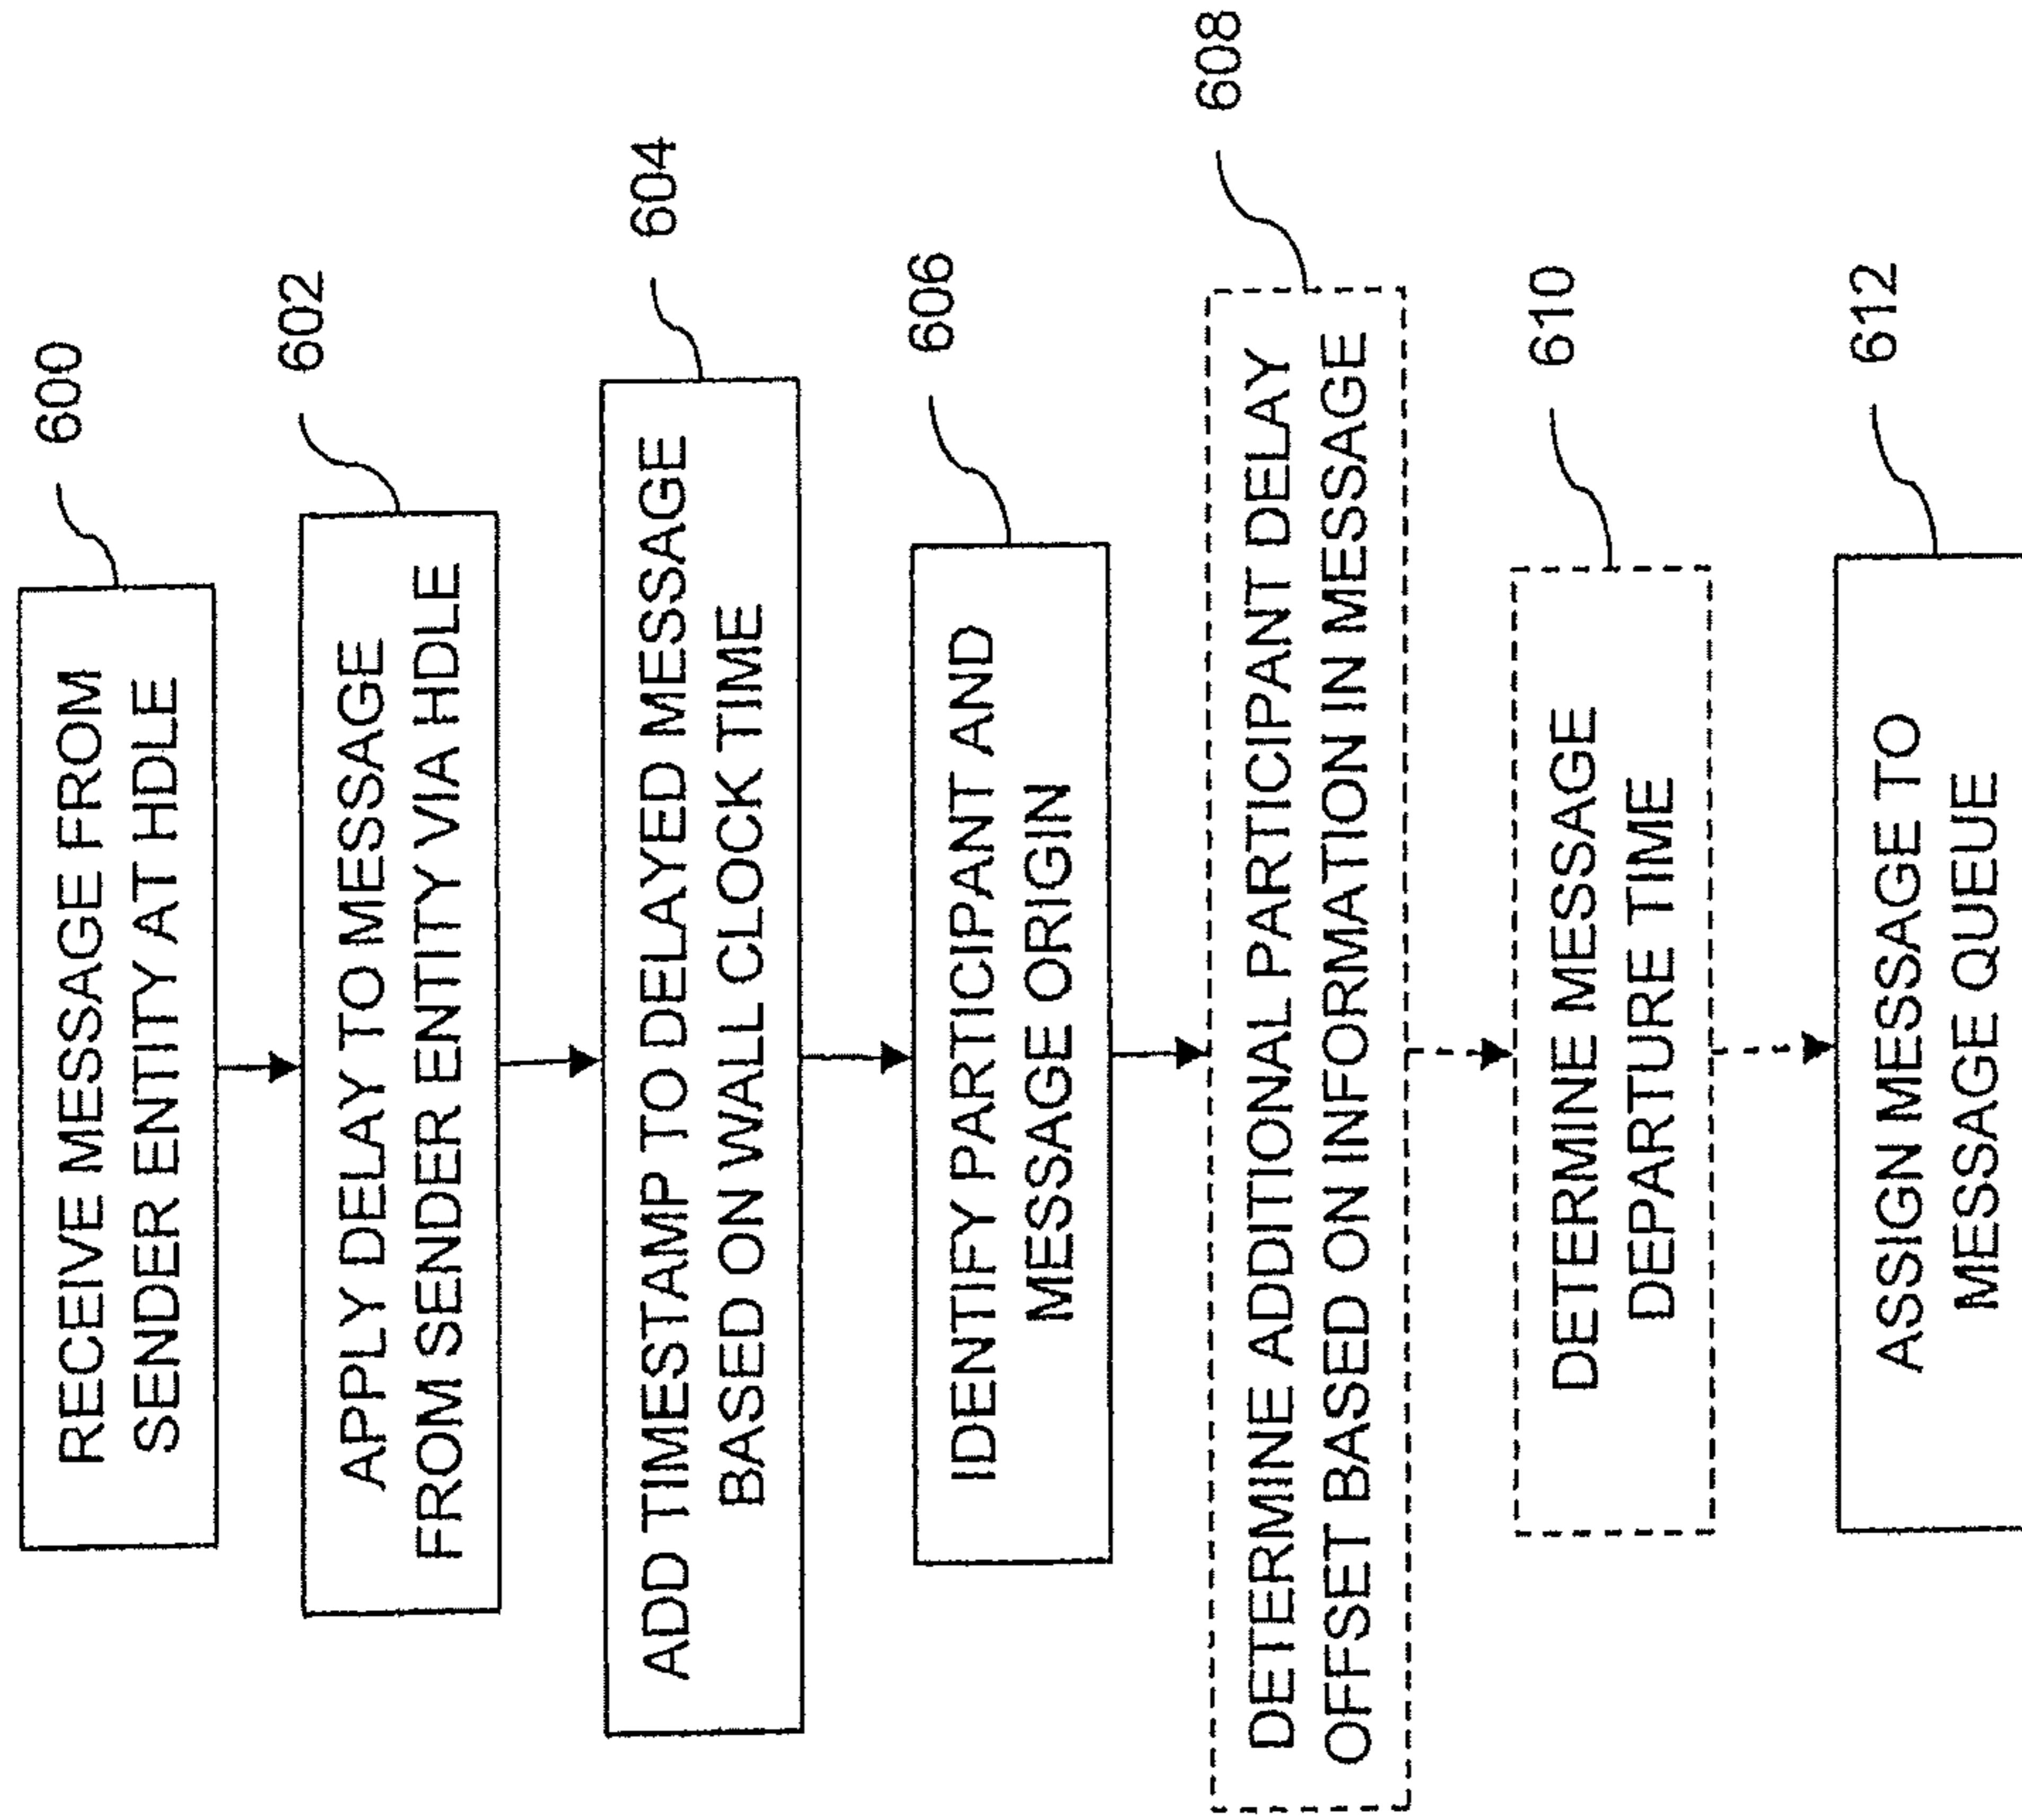 RECEIVE MESSAGE FROM
SENDER ENTITY AT HDLE
600
APPLY DELAY TO MESSAGE
FROM SENDER ENTITY VIA HDLE
602
ADD TIMESTAMP TO DELAYED MESSAGE
BASED ON WALL CLOCK TIME
604
IDENTIFY PARTICIPANT AND
MESSAGE ORIGIN
606
DETERMINE ADDITIONAL PARTICIPANT DELAY
OFFSET BASED ON INFORMATION IN MESSAGE
608
DETERMINE MESSAGE
DEPARTURE TIME
610
ASSIGN MESSAGE TO
MESSAGE QUEUE
612